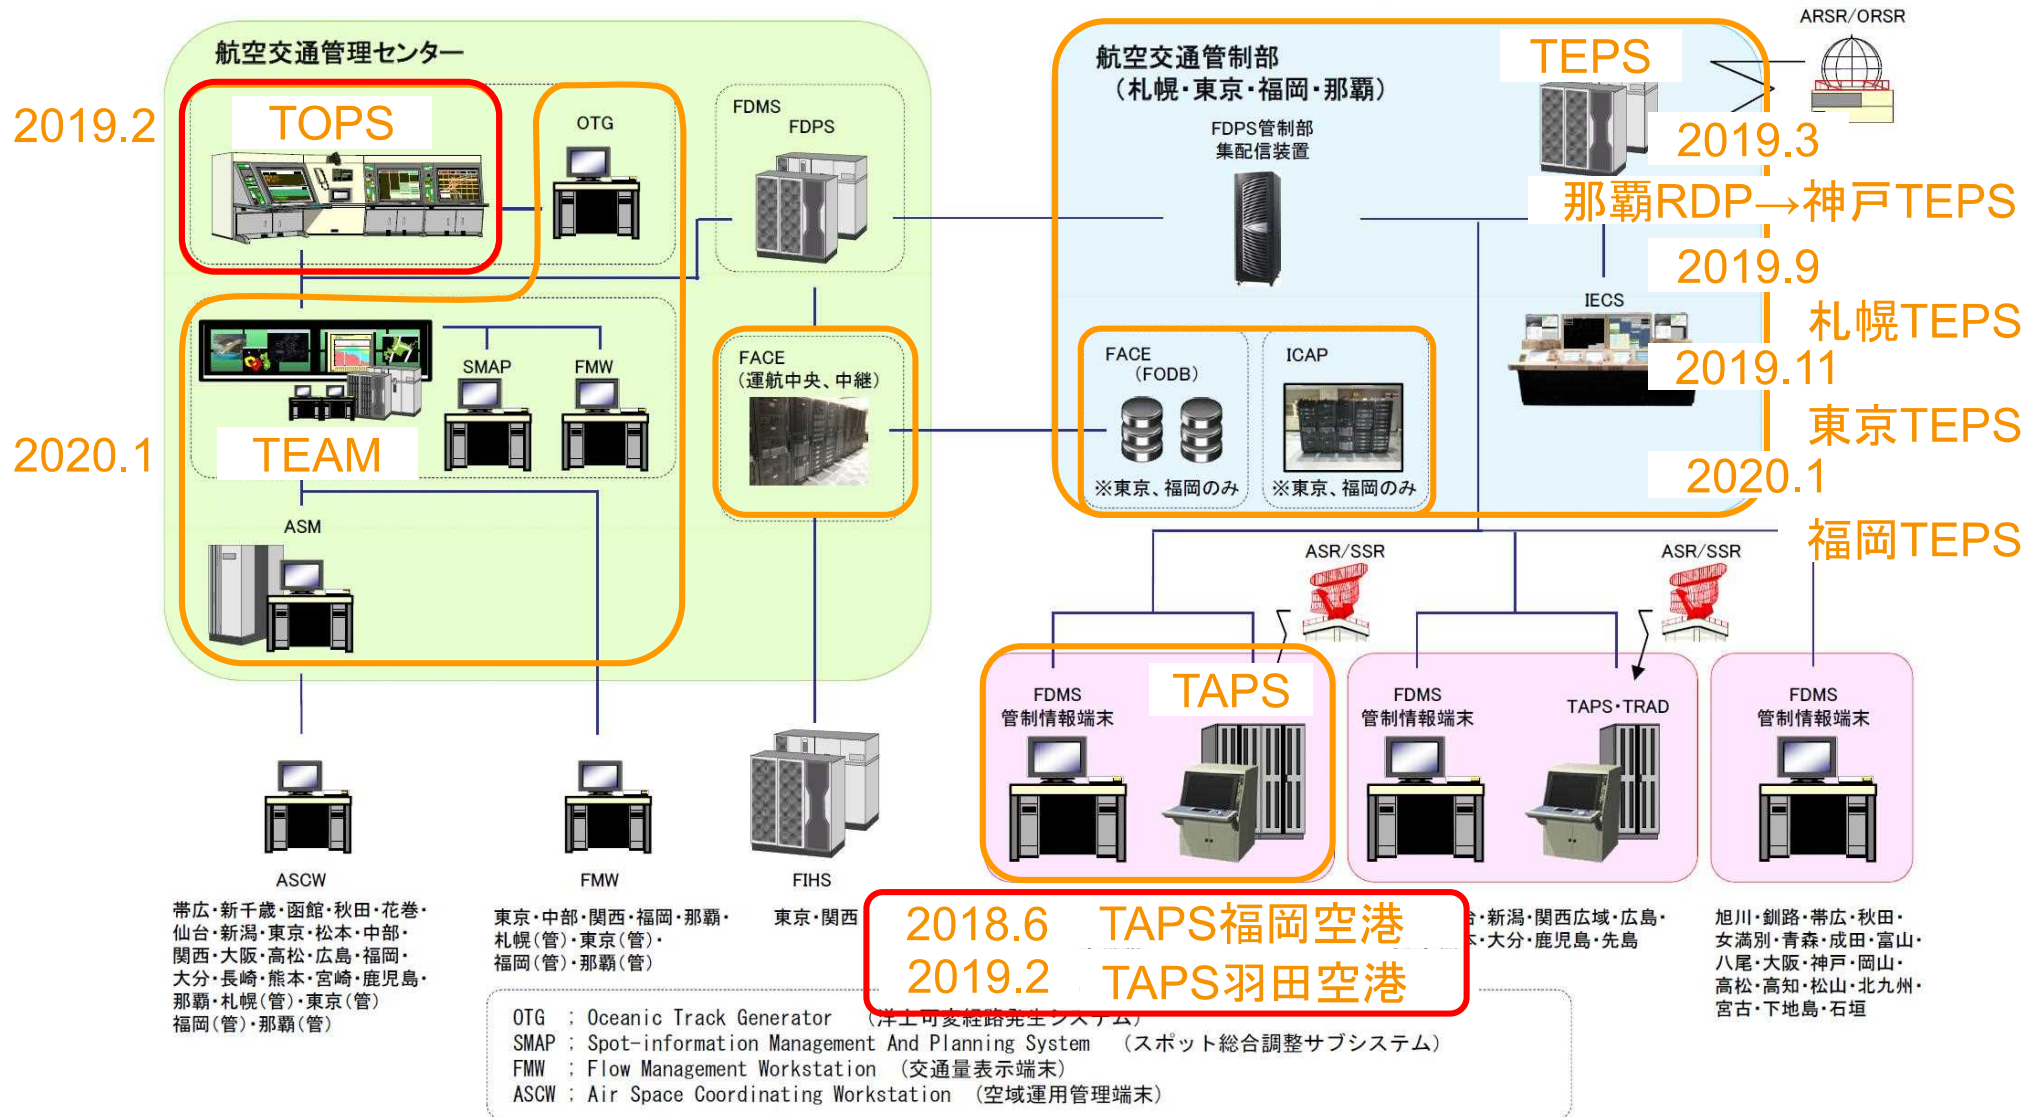 航空交通管理センター
2019.2
TOPS
OTG
FDMS
FDPS
SMAP
FMW
FACE
(運航中央、中継)
2020.1
TEAM
ASM
航空交通管制部
(札幌・東京・福岡・那覇)
TEPS
ARSR/ORSR
FDPS管制部
集配信装置
2019.3
那覇RDP→神戸TEPS
2019.9
札幌TEPS
IECS
2019.11
東京TEPS
2020.1
福岡TEPS
FACE
(FODB)
※東京、福岡のみ
ICAP
※東京、福岡のみ
ASR/SSR
ASR/SSR
FDMS
管制情報端末
TAPS
FDMS
管制情報端末
TAPS・TRAD
FDMS
管制情報端末
ASCW
帯広・新千歳・函館・秋田・花巻・
仙台・新潟・東京・松本・中部・
関西・大阪・高松・広島・福岡・
大分・長崎・熊本・宮崎・鹿児島・
那覇・札幌(管)・東京(管)
福岡(管)・那覇(管)
FMW
東京・中部・関西・福岡・那覇・
札幌(管)・東京(管)・
福岡(管)・那覇(管)
FIHS
東京・関西
2018.6 TAPS福岡空港
2019.2 TAPS羽田空港
・新潟・関西広域・広島・
・大分・鹿児島・先島
旭川・釧路・帯広・秋田・
女満別・青森・成田・富山・
八尾・大阪・神戸・岡山・
高松・高知・松山・北九州・
宮古・下地島・石垣
OTG : Oceanic Track Generator (洋上可変経路発生システム)
SMAP : Spot-information Management And Planning System (スポット総合調整サブシステム)
FMW : Flow Management Workstation (交通量表示端末)
ASCW : Air Space Coordinating Workstation (空域運用管理端末)